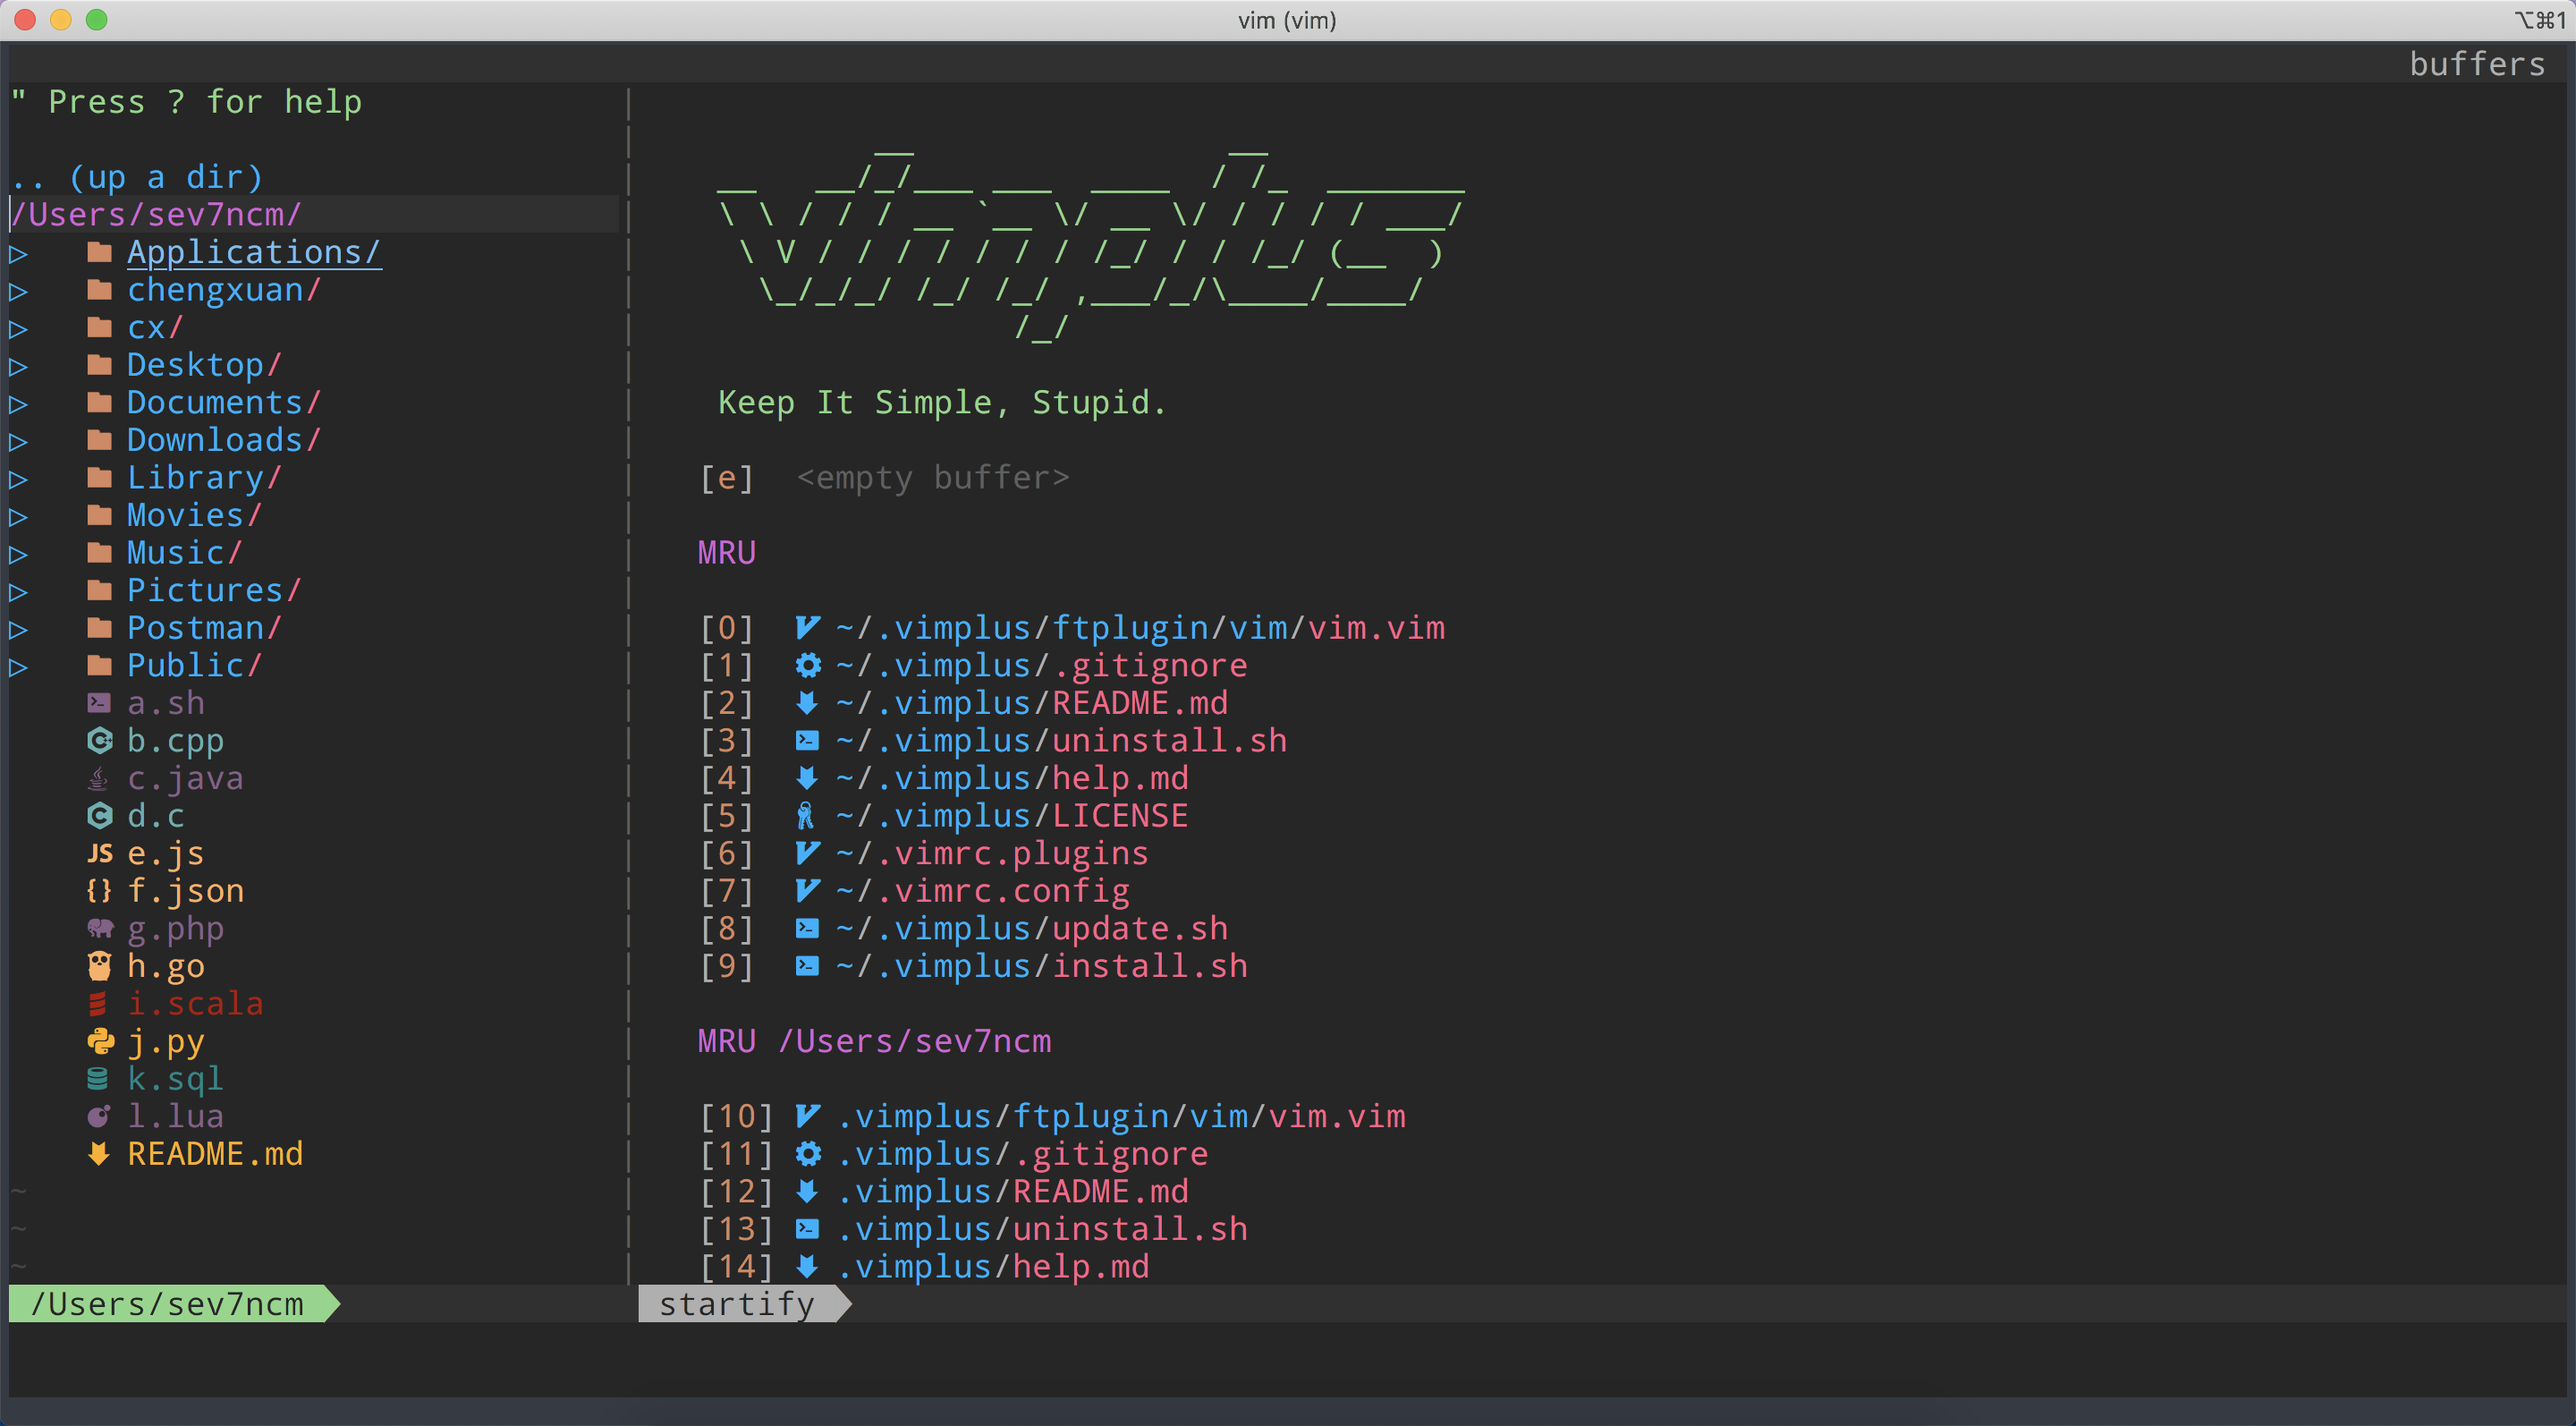 vim (vim)
⌥⌘1
buffers
" Press ? for help
.. (up a dir)
/Users/sev7ncm/
▷ Applications/
▷ chengxuan/
▷ cx/
▷ Desktop/
▷ Documents/
▷ Downloads/
▷ Library/
▷ Movies/
▷ Music/
▷ Pictures/
▷ Postman/
▷ Public/
a.sh
b.cpp
c.java
d.c
JS e.js
{} f.json
g.php
h.go
i.scala
j.py
k.sql
l.lua
README.md
~
~
~
/Users/sev7ncm
vimplus
Keep It Simple, Stupid.
[e] <empty buffer>
MRU
[0] ~/.vimplus/ftplugin/vim/vim.vim
[1] ~/.vimplus/.gitignore
[2] ~/.vimplus/README.md
[3] ~/.vimplus/uninstall.sh
[4] ~/.vimplus/help.md
[5] ~/.vimplus/LICENSE
[6] ~/.vimrc.plugins
[7] ~/.vimrc.config
[8] ~/.vimplus/update.sh
[9] ~/.vimplus/install.sh
MRU /Users/sev7ncm
[10] .vimplus/ftplugin/vim/vim.vim
[11] .vimplus/.gitignore
[12] .vimplus/README.md
[13] .vimplus/uninstall.sh
[14] .vimplus/help.md
startify